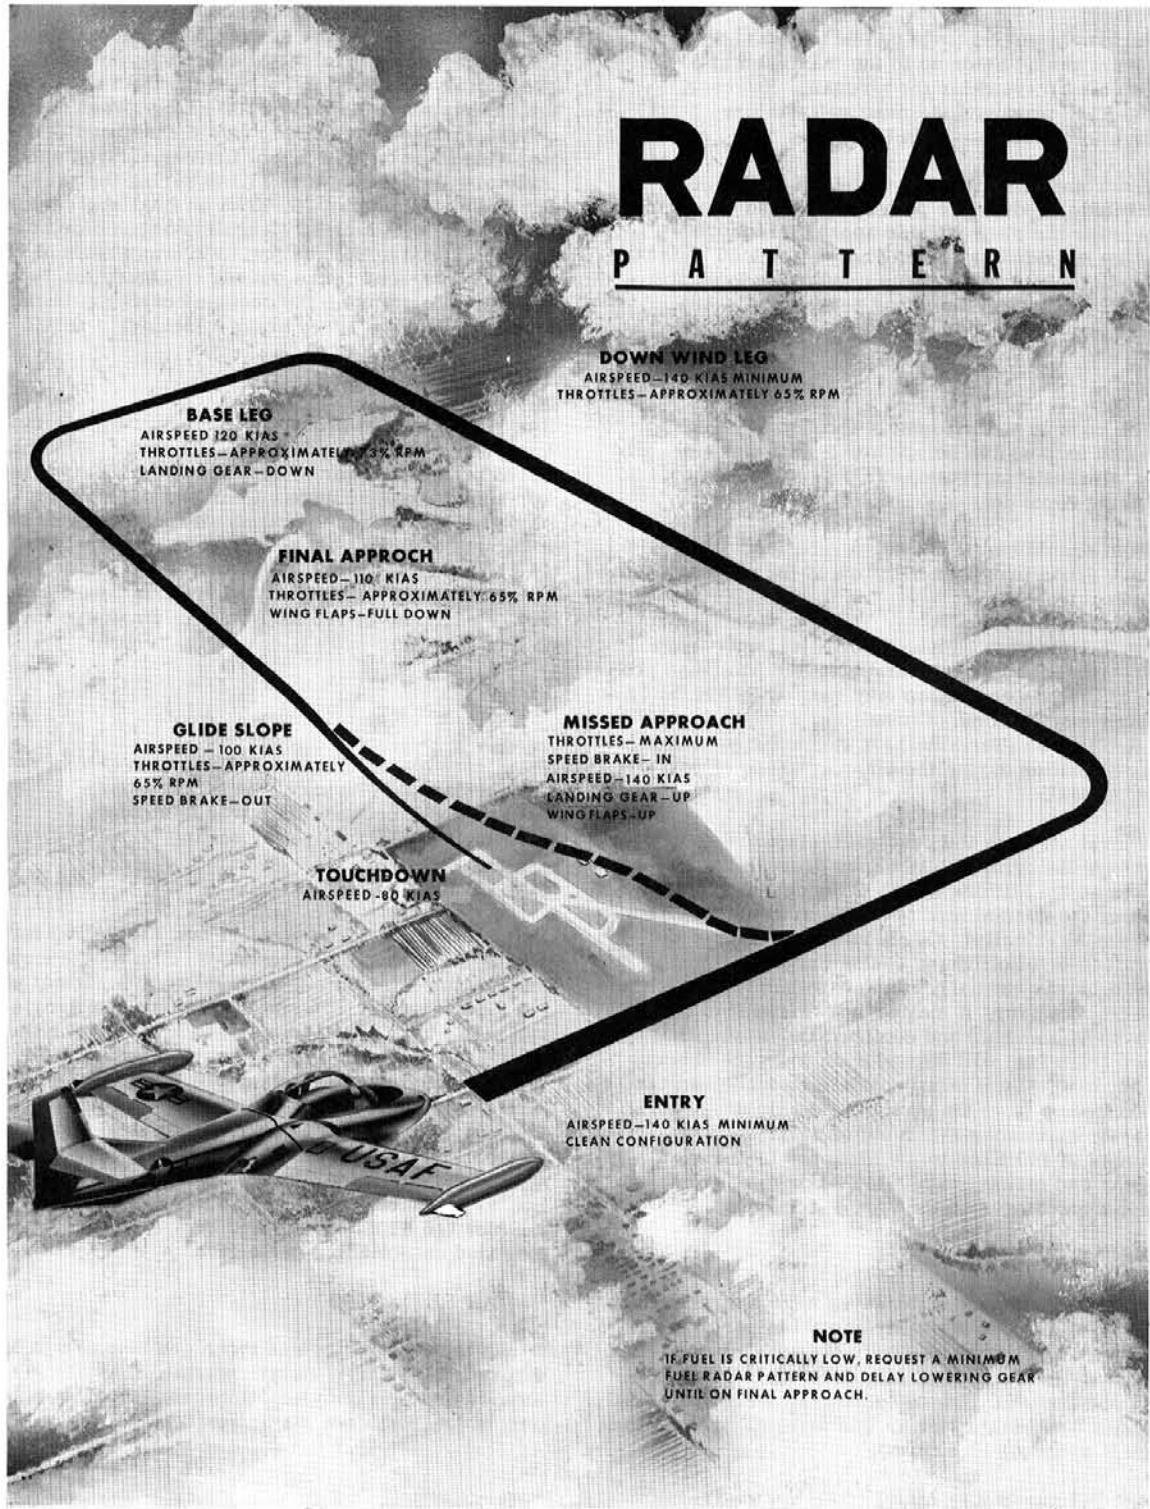 RADAR
PATTERN
DOWN WIND LEG
AIRSPEED—140 KIAS MINIMUM
THROTTLES—APPROXIMATELY 65% RPM
BASE LEG
AIRSPEED 120 KIAS
THROTTLES—APPROXIMATELY 73% RPM
LANDING GEAR—DOWN
FINAL APPROCH
AIRSPEED—110 KIAS
THROTTLES— APPROXIMATELY 65% RPM
WING FLAPS—FULL DOWN
GLIDE SLOPE
AIRSPEED — 100 KIAS
THROTTLES—APPROXIMATELY
65% RPM
SPEED BRAKE—OUT
MISSED APPROACH
THROTTLES—MAXIMUM
SPEED BRAKE— IN
AIRSPEED—140 KIAS
LANDING GEAR—UP
WING FLAPS-UP
TOUCHDOWN
AIRSPEED -80 KIAS
ENTRY
AIRSPEED—140 KIAS MINIMUM
CLEAN CONFIGURATION
USAF
NOTE
IF FUEL IS CRITICALLY LOW, REQUEST A MINIMUM
FUEL RADAR PATTERN AND DELAY LOWERING GEAR
UNTIL ON FINAL APPROACH.